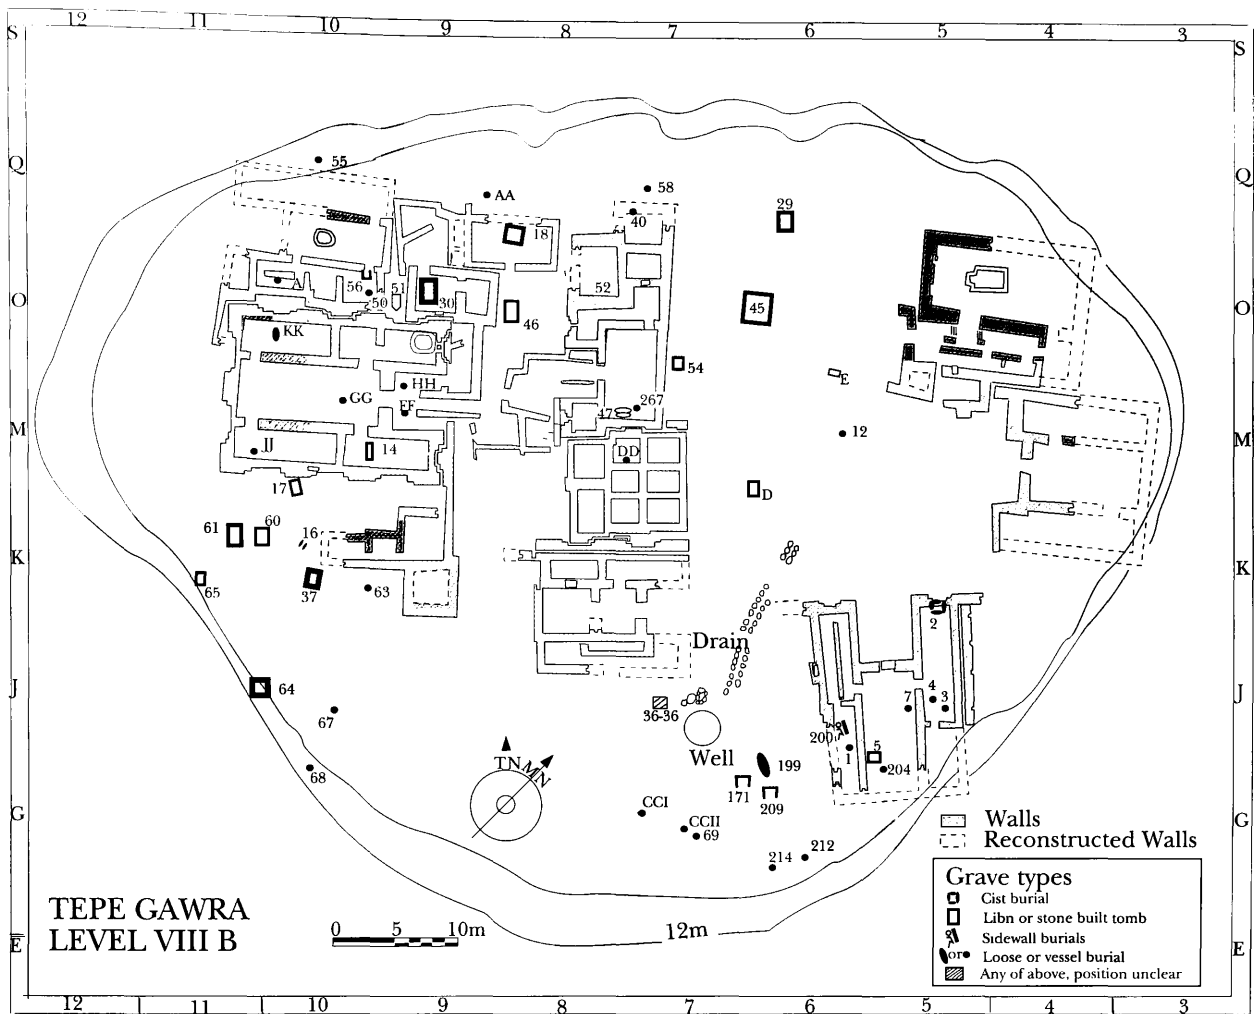 12 11 10 9 8 7 6 5 4 3
S S
Q Q
55
AA
58
40
29
18
A
56
50
51
30
52
O O
46
45
KK
54
E
HH
GG
FF
267
47
12
M M
JJ
14
DD
17
D
61
60
16
K K
65
37
63
2
Drain
J J
64
4
7
3
67
36-36
200
Well
1
5
68
199
204
TN
MN
171
209
G G
CCI
CCII
69
212
214
Walls
Reconstructed Walls
Grave types
Cist burial
Libn or stone built tomb
Sidewall burials
or Loose or vessel burial
Any of above, position unclear
TEPE GAWRA
LEVEL VIII B
0 5 10m
12m
E E
12 11 10 9 7 6 5 4 3